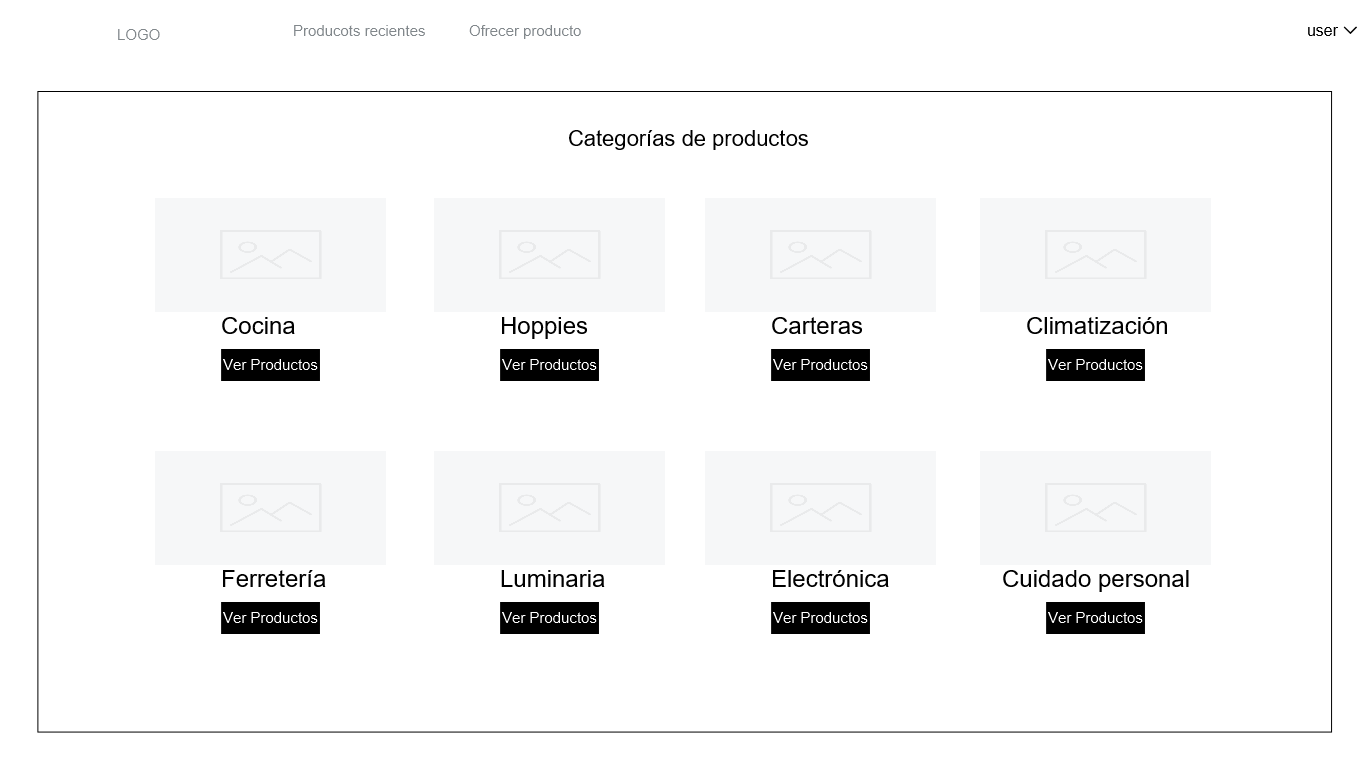 LOGO
Producots recientes
Ofrecer producto
user
Categorías de productos
Cocina
Hoppies
Carteras
Climatización
Ver Productos
Ver Productos
Ver Productos
Ver Productos
Ferretería
Luminaria
Electrónica
Cuidado personal
Ver Productos
Ver Productos
Ver Productos
Ver Productos